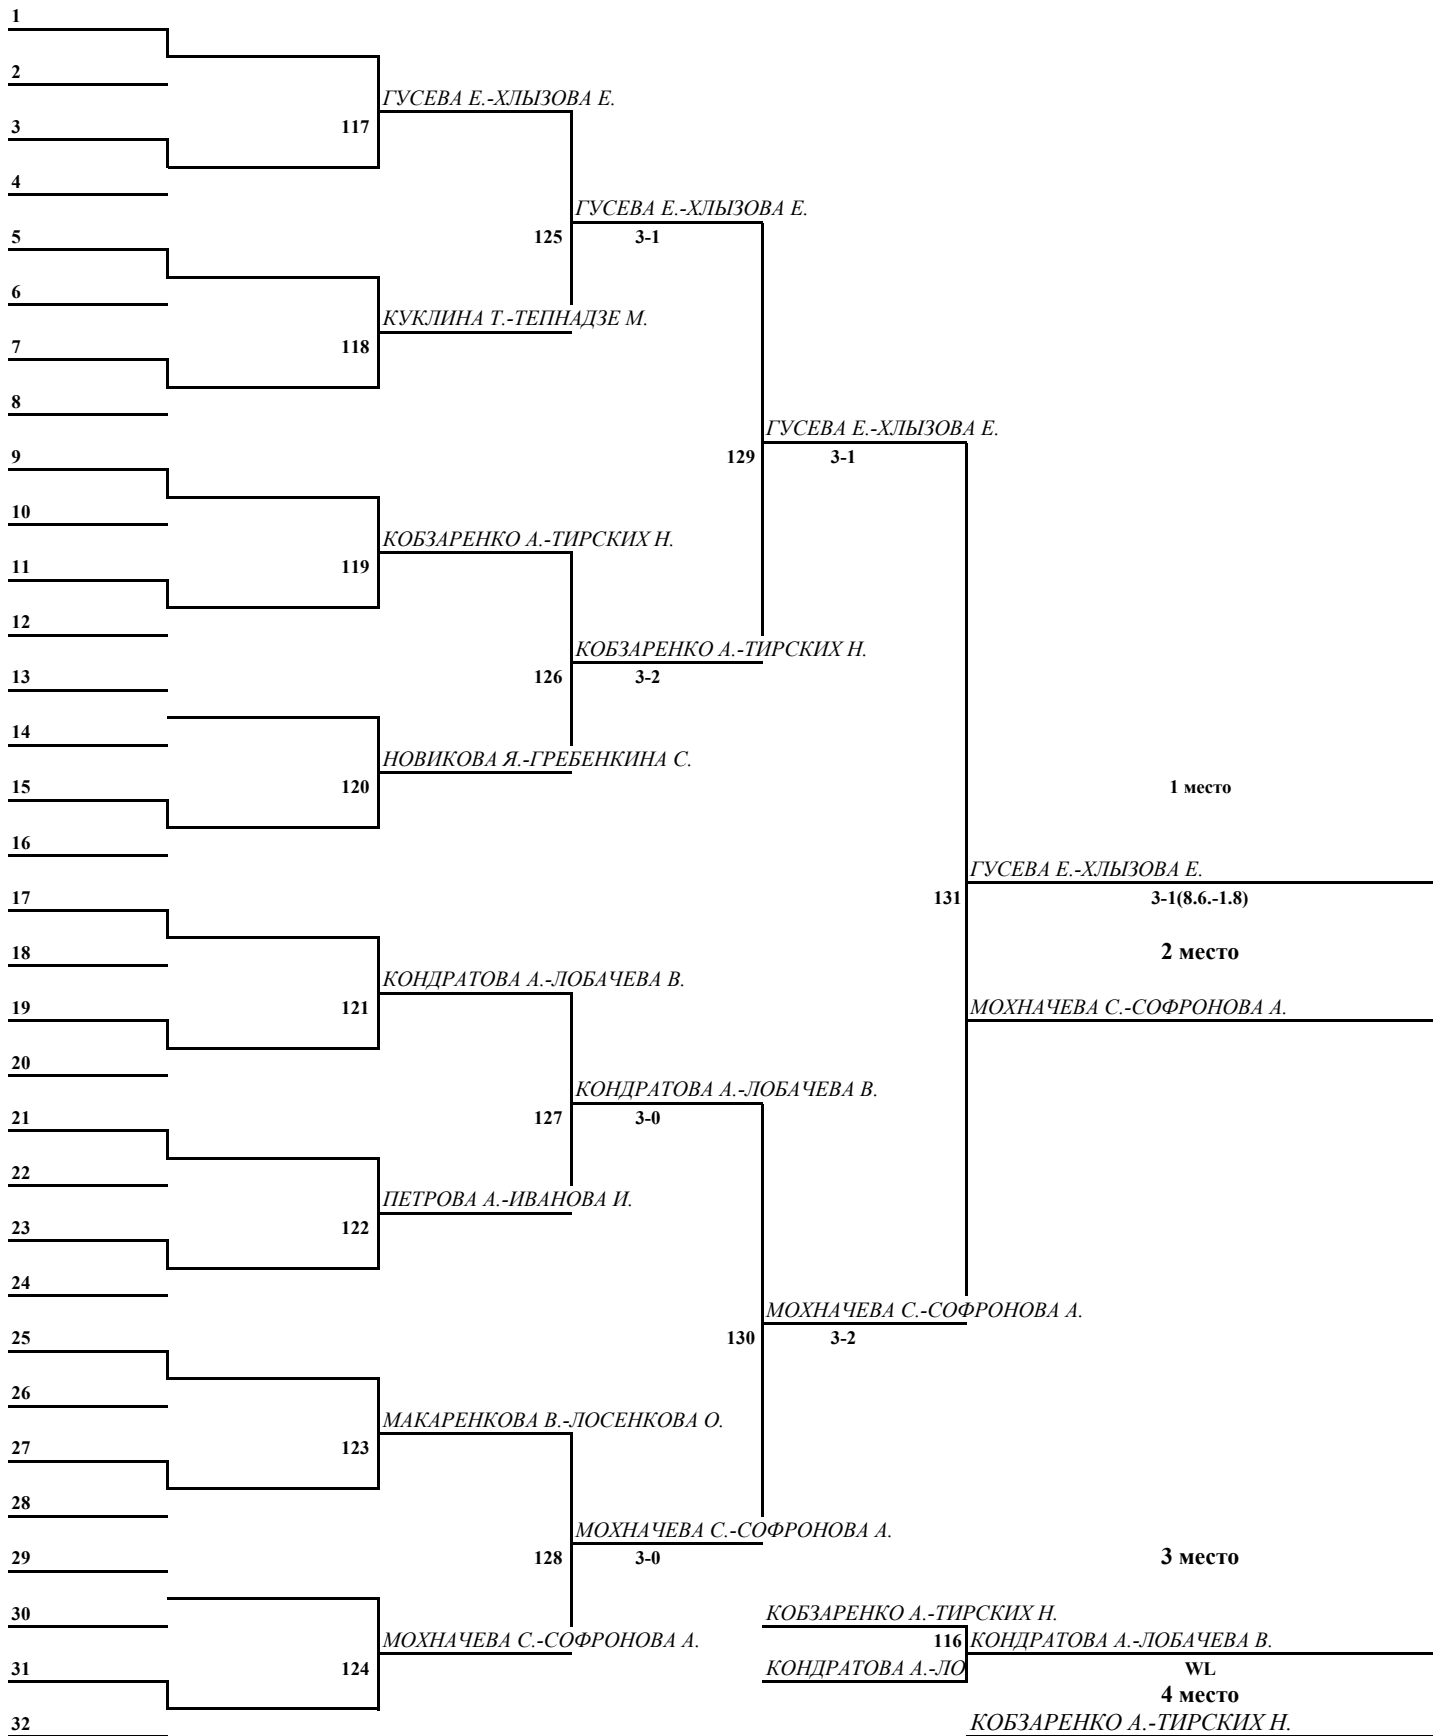 1
2
ГУСЕВА Е.-ХЛЫЗОВА Е.
3
117
4
ГУСЕВА Е.-ХЛЫЗОВА Е.
5
125
3-1
6
КУКЛИНА Т.-ТЕПНАДЗЕ М.
7
118
8
ГУСЕВА Е.-ХЛЫЗОВА Е.
9
129
3-1
10
КОБЗАРЕНКО А.-ТИРСКИХ Н.
11
119
12
КОБЗАРЕНКО А.-ТИРСКИХ Н.
13
126
3-2
14
НОВИКОВА Я.-ГРЕБЕНКИНА С.
15
120
1 место
16
ГУСЕВА Е.-ХЛЫЗОВА Е.
17
131
3-1(8.6.-1.8)
18
2 место
КОНДРАТОВА А.-ЛОБАЧЕВА В.
19
121
МОХНАЧЕВА С.-СОФРОНОВА А.
20
КОНДРАТОВА А.-ЛОБАЧЕВА В.
21
127
3-0
22
ПЕТРОВА А.-ИВАНОВА И.
23
122
24
МОХНАЧЕВА С.-СОФРОНОВА А.
25
130
3-2
26
МАКАРЕНКОВА В.-ЛОСЕНКОВА О.
27
123
28
МОХНАЧЕВА С.-СОФРОНОВА А.
29
128
3-0
3 место
30
КОБЗАРЕНКО А.-ТИРСКИХ Н.
МОХНАЧЕВА С.-СОФРОНОВА А.
116
КОНДРАТОВА А.-ЛОБАЧЕВА В.
31
124
КОНДРАТОВА А.-ЛО
WL
4 место
32
КОБЗАРЕНКО А.-ТИРСКИХ Н.